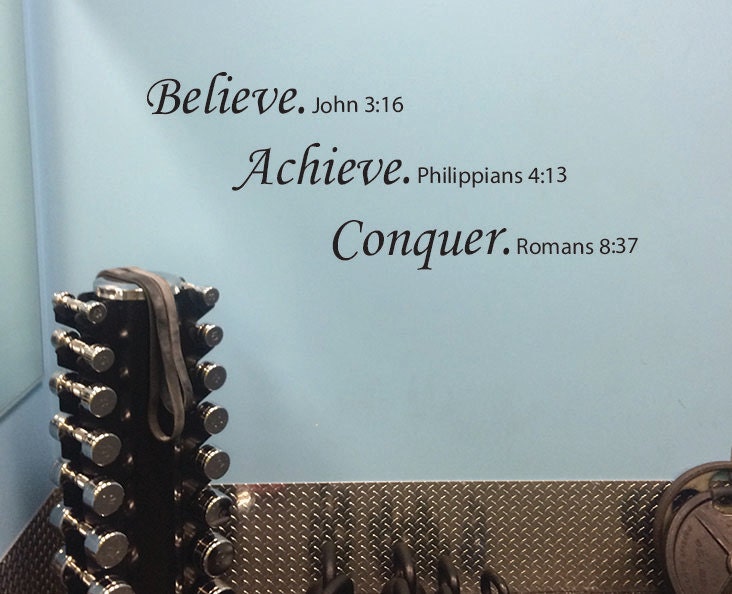 Believe. John 3:16
Achieve. Philippians 4:13
Conquer. Romans 8:37